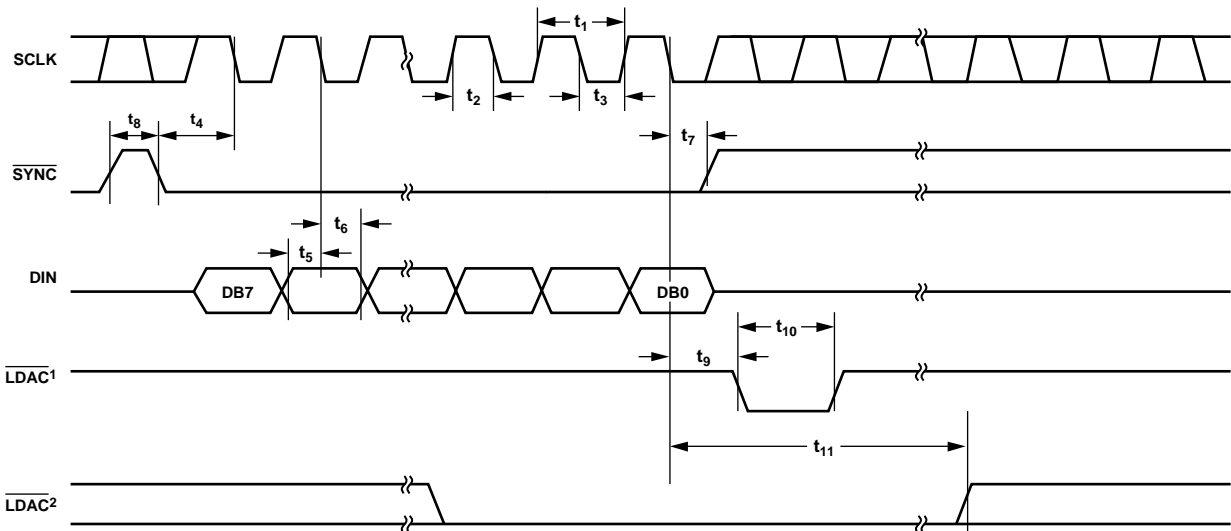 t1
SCLK
t2
t3
t8
t4
t7
SYNC
t6
t5
DIN
DB7
DB0
t10
t9
LDAC1
t11
LDAC2